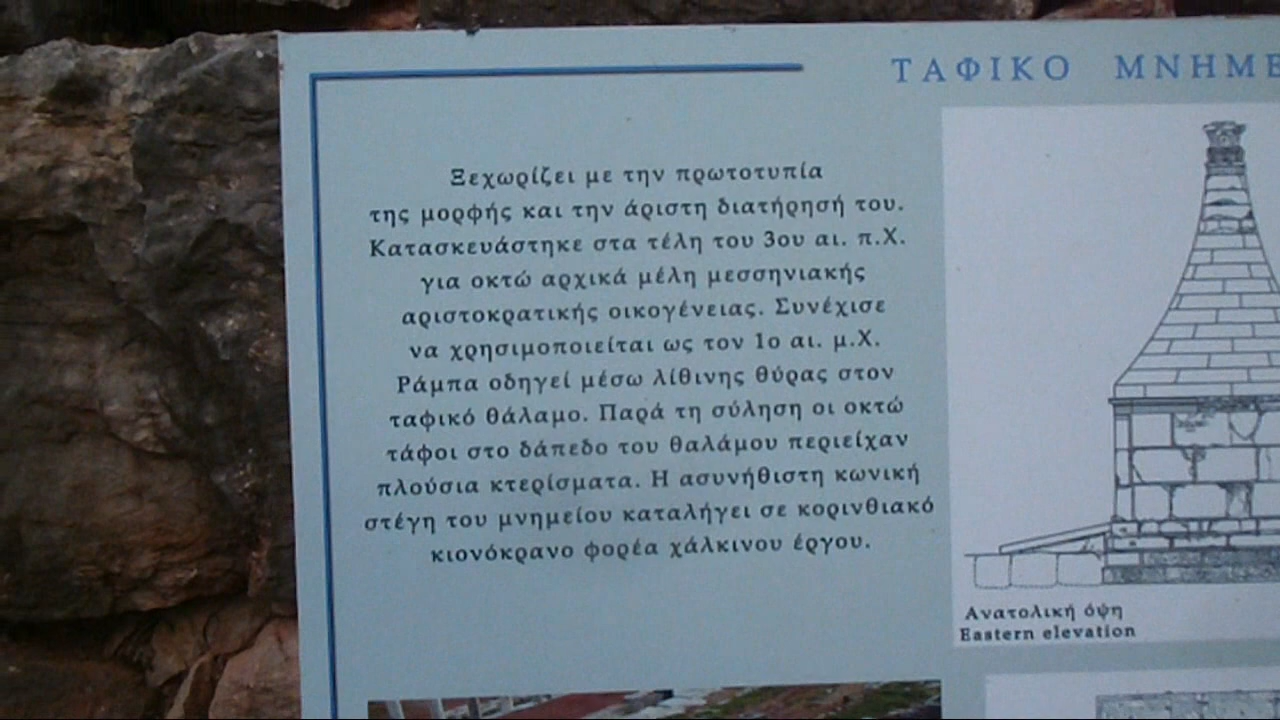 ΤΑΦΙΚΟ ΜΝΗΜΕ
Ξεχωρίζει με την πρωτοτυπία
της μορφής και την άριστη διατήρησή του.
Κατασκευάστηκε στα τέλη του 3ου αι. π.Χ.
για οκτώ αρχικά μέλη μεσσηνιακής
αριστοκρατικής οικογένειας. Συνέχισε
να χρησιμοποιείται ως τον 1ο αι. μ.Χ.
Ράμπα οδηγεί μέσω λίθινης θύρας στον
ταφικό θάλαμο. Παρά τη σύληση οι οκτώ
τάφοι στο δάπεδο του θαλάμου περιείχαν
πλούσια κτερίσματα. Η ασυνήθιστη κωνική
στέγη του μνημείου καταλήγει σε κορινθιακό
κιονόκρανο φορέα χάλκινου έργου.
Ανατολική όψη
Eastern elevation